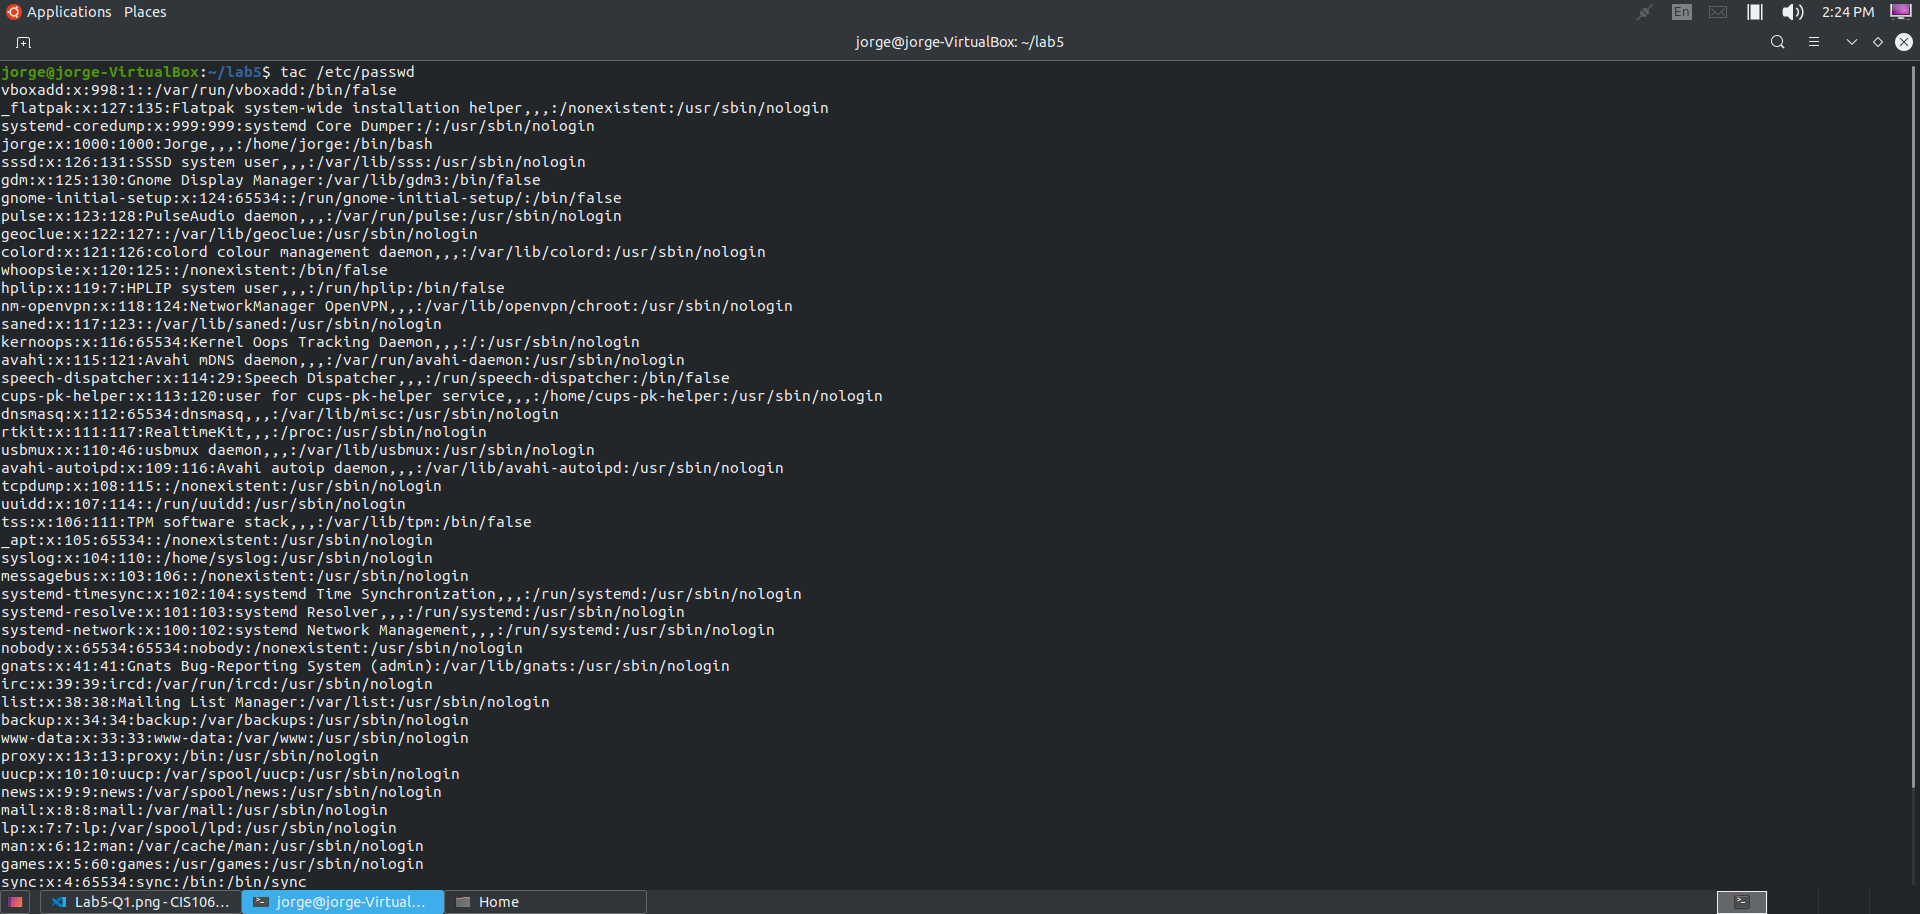 Applications Places En 2:24 PM
jorge@jorge-VirtualBox: ~/lab5
jorge@jorge-VirtualBox:~/lab5$ tac /etc/passwd
vboxadd:x:998:1::/var/run/vboxadd:/bin/false
_flatpak:x:127:135:Flatpak system-wide installation helper,,,:/nonexistent:/usr/sbin/nologin
systemd-coredump:x:999:999:systemd Core Dumper:/:/usr/sbin/nologin
jorge:x:1000:1000:Jorge,,,:/home/jorge:/bin/bash
sssd:x:126:131:SSSD system user,,,:/var/lib/sss:/usr/sbin/nologin
gdm:x:125:130:Gnome Display Manager:/var/lib/gdm3:/bin/false
gnome-initial-setup:x:124:65534::/run/gnome-initial-setup/:/bin/false
pulse:x:123:128:PulseAudio daemon,,,:/var/run/pulse:/usr/sbin/nologin
geoclue:x:122:127::/var/lib/geoclue:/usr/sbin/nologin
colord:x:121:126:colord colour management daemon,,,:/var/lib/colord:/usr/sbin/nologin
whoopsie:x:120:125::/nonexistent:/bin/false
hplip:x:119:7:HPLIP system user,,,:/run/hplip:/bin/false
nm-openvpn:x:118:124:NetworkManager OpenVPN,,,:/var/lib/openvpn/chroot:/usr/sbin/nologin
saned:x:117:123::/var/lib/saned:/usr/sbin/nologin
kernoops:x:116:65534:Kernel Oops Tracking Daemon,,,:/:/usr/sbin/nologin
avahi:x:115:121:Avahi mDNS daemon,,,:/var/run/avahi-daemon:/usr/sbin/nologin
speech-dispatcher:x:114:29:Speech Dispatcher,,,:/run/speech-dispatcher:/bin/false
cups-pk-helper:x:113:120:user for cups-pk-helper service,,,:/home/cups-pk-helper:/usr/sbin/nologin
dnsmasq:x:112:65534:dnsmasq,,,:/var/lib/misc:/usr/sbin/nologin
rtkit:x:111:117:RealtimeKit,,,:/proc:/usr/sbin/nologin
usbmux:x:110:46:usbmux daemon,,,:/var/lib/usbmux:/usr/sbin/nologin
avahi-autoipd:x:109:116:Avahi autoip daemon,,,:/var/lib/avahi-autoipd:/usr/sbin/nologin
tcpdump:x:108:115::/nonexistent:/usr/sbin/nologin
uuidd:x:107:114::/run/uuidd:/usr/sbin/nologin
tss:x:106:111:TPM software stack,,,:/var/lib/tpm:/bin/false
_apt:x:105:65534::/nonexistent:/usr/sbin/nologin
syslog:x:104:110::/home/syslog:/usr/sbin/nologin
messagebus:x:103:106::/nonexistent:/usr/sbin/nologin
systemd-timesync:x:102:104:systemd Time Synchronization,,,:/run/systemd:/usr/sbin/nologin
systemd-resolve:x:101:103:systemd Resolver,,,:/run/systemd:/usr/sbin/nologin
systemd-network:x:100:102:systemd Network Management,,,:/run/systemd:/usr/sbin/nologin
nobody:x:65534:65534:nobody:/nonexistent:/usr/sbin/nologin
gnats:x:41:41:Gnats Bug-Reporting System (admin):/var/lib/gnats:/usr/sbin/nologin
irc:x:39:39:ircd:/var/run/ircd:/usr/sbin/nologin
list:x:38:38:Mailing List Manager:/var/list:/usr/sbin/nologin
backup:x:34:34:backup:/var/backups:/usr/sbin/nologin
www-data:x:33:33:www-data:/var/www:/usr/sbin/nologin
proxy:x:13:13:proxy:/bin:/usr/sbin/nologin
uucp:x:10:10:uucp:/var/spool/uucp:/usr/sbin/nologin
news:x:9:9:news:/var/spool/news:/usr/sbin/nologin
mail:x:8:8:mail:/var/mail:/usr/sbin/nologin
lp:x:7:7:lp:/var/spool/lpd:/usr/sbin/nologin
man:x:6:12:man:/var/cache/man:/usr/sbin/nologin
games:x:5:60:games:/usr/games:/usr/sbin/nologin
sync:x:4:65534:sync:/bin:/bin/sync
Lab5-Q1.png - CIS106... jorge@jorge-Virtual... Home